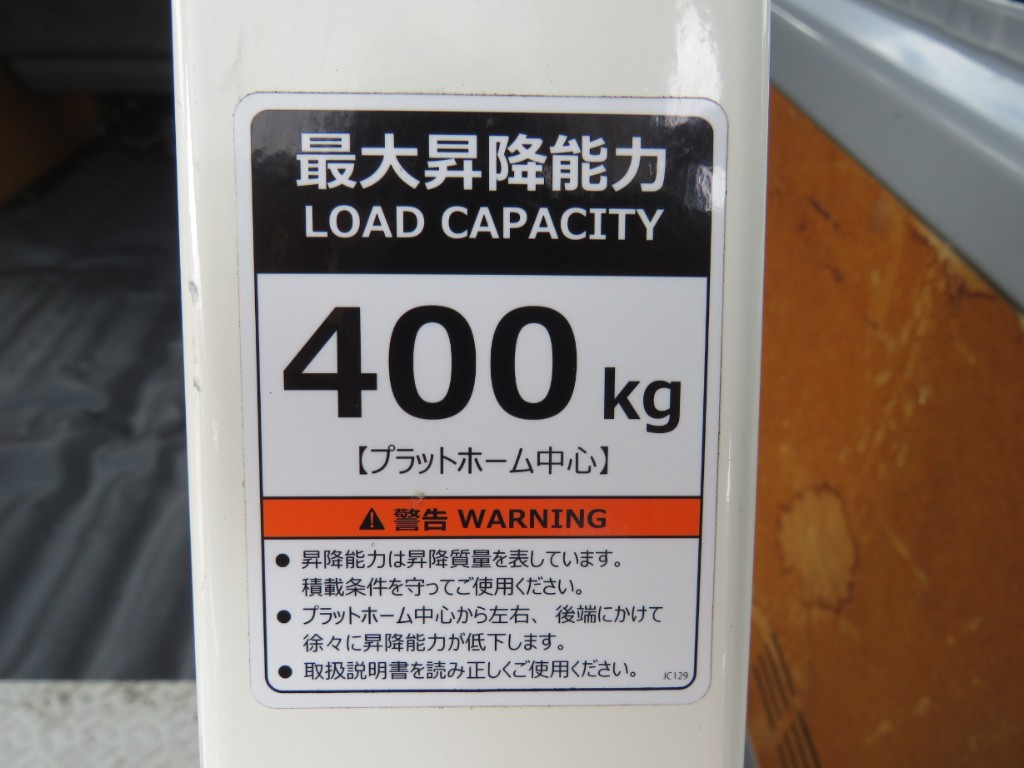 最大昇降能力
LOAD CAPACITY
400 kg
【プラットホーム中心】
⚠ 警告 WARNING
● 昇降能力は昇降質量を表しています。
積載条件を守ってご使用ください。
● プラットホーム中心から左右、後端にかけて
徐々に昇降能力が低下します。
● 取扱説明書を読み正しくご使用ください。
JC129